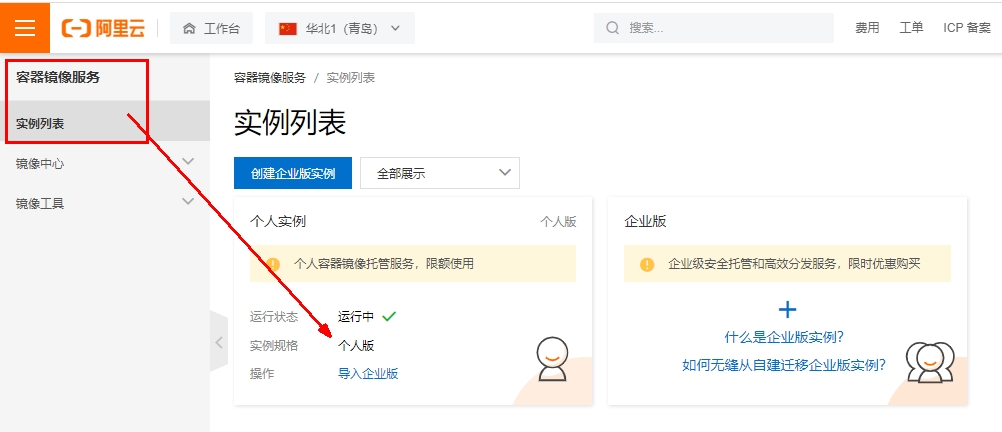 阿里云 工作台 华北1（青岛） 搜索... 费用 工单 ICP 备案
容器镜像服务
实例列表
镜像中心
镜像工具
容器镜像服务 / 实例列表
实例列表
创建企业版实例 全部展示
个人实例 个人版
! 个人容器镜像托管服务，限额使用
运行状态 运行中
实例规格 个人版
操作 导入企业版
企业版
! 企业级安全托管和高效分发服务，限时优惠购买
什么是企业版实例?
如何无缝从自建迁移企业版实例?